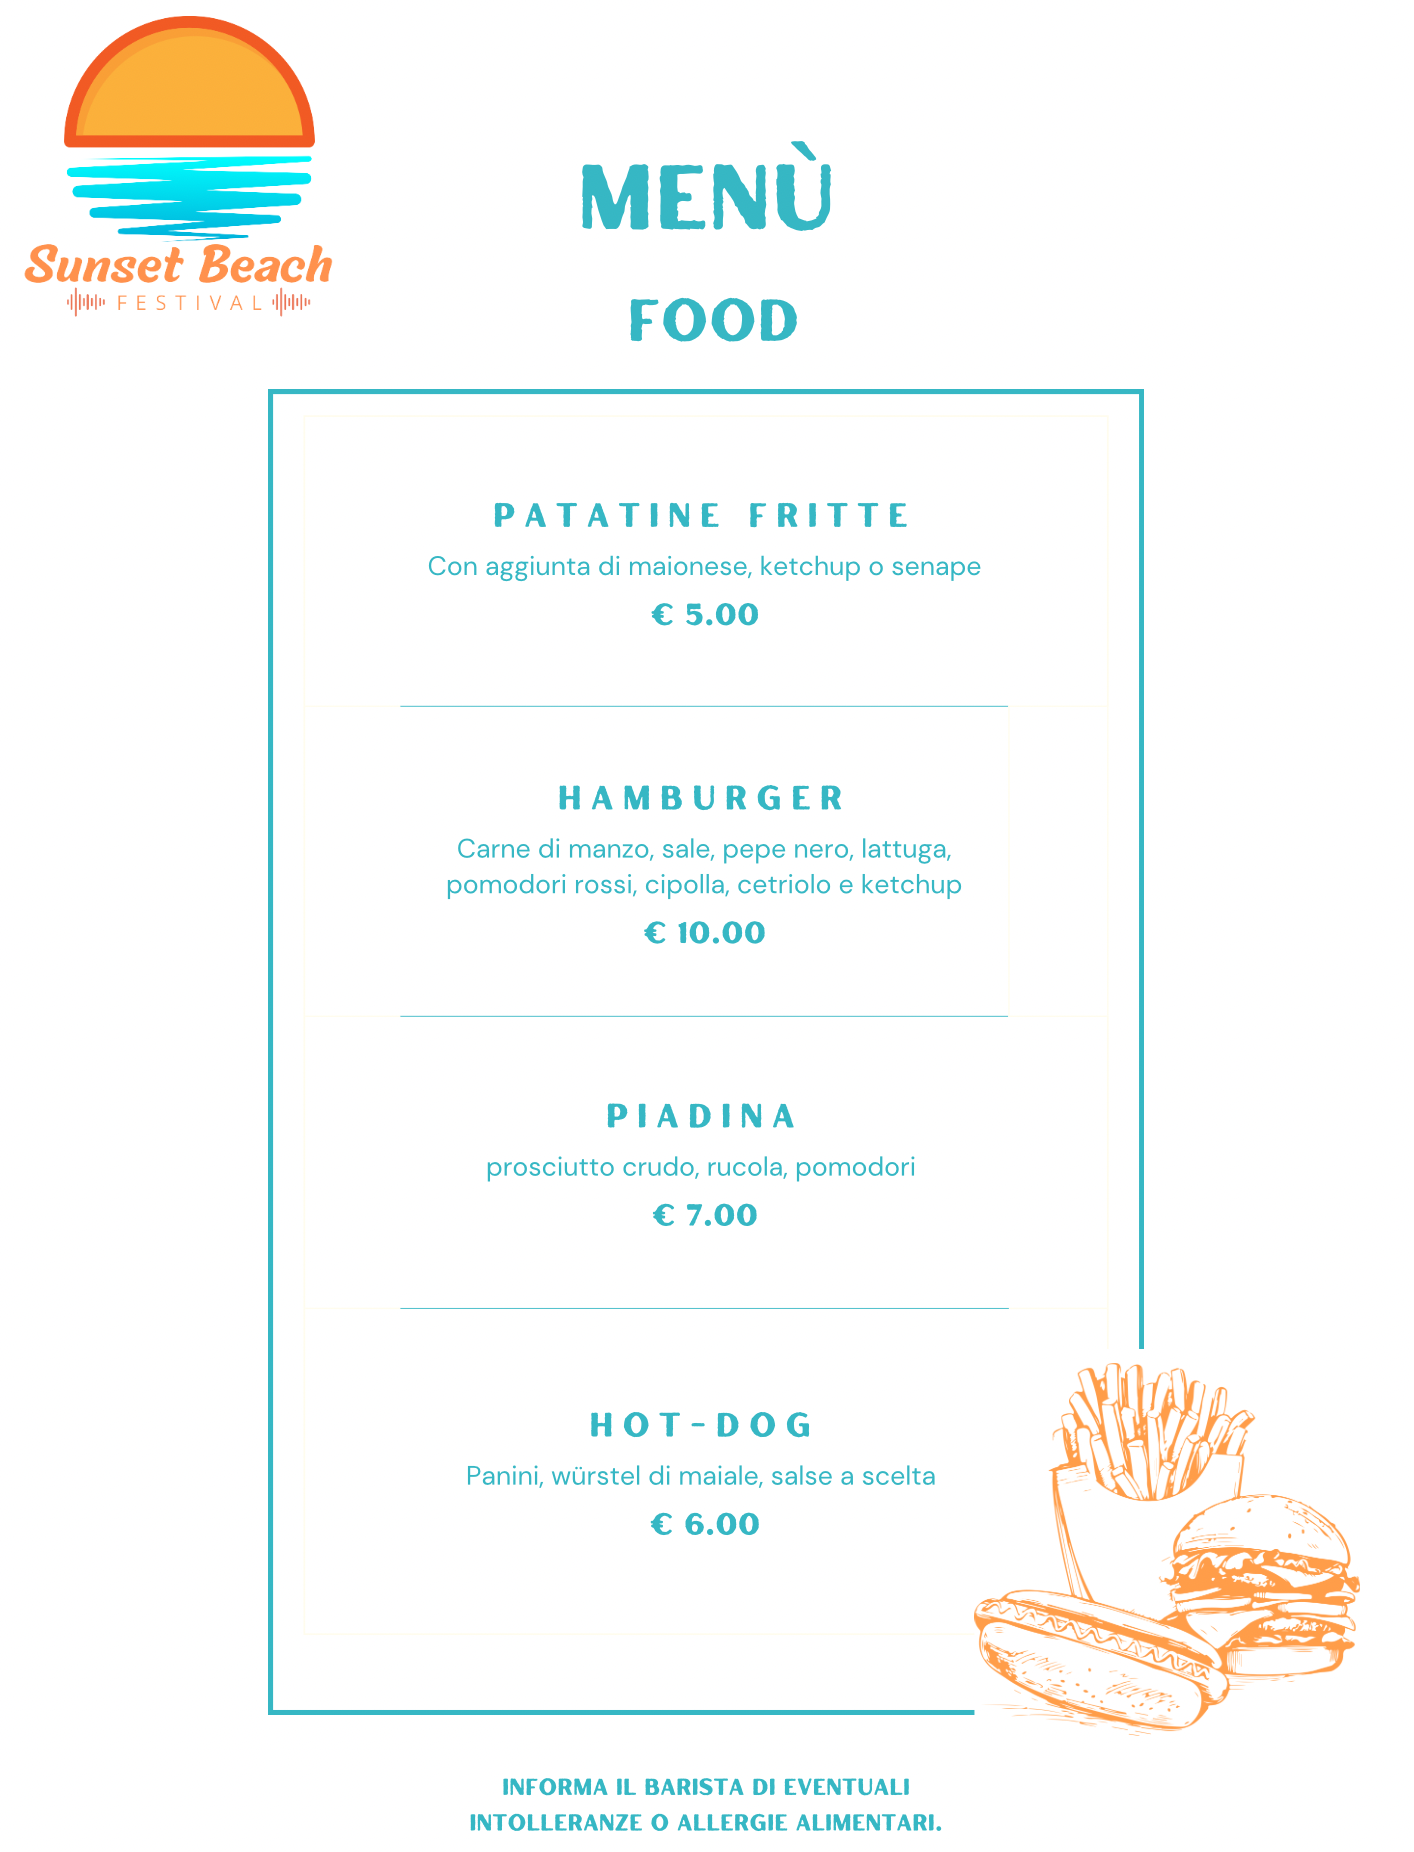 Sunset Beach
FESTIVAL
MENÙ
FOOD
PATATINE FRITTE
Con aggiunta di maionese, ketchup o senape
€ 5.00
HAMBURGER
Carne di manzo, sale, pepe nero, lattuga,
pomodori rossi, cipolla, cetriolo e ketchup
€ 10.00
PIADINA
prosciutto crudo, rucola, pomodori
€ 7.00
HOT-DOG
Panini, würstel di maiale, salse a scelta
€ 6.00
INFORMA IL BARISTA DI EVENTUALI
INTOLLERANZE O ALLERGIE ALIMENTARI.